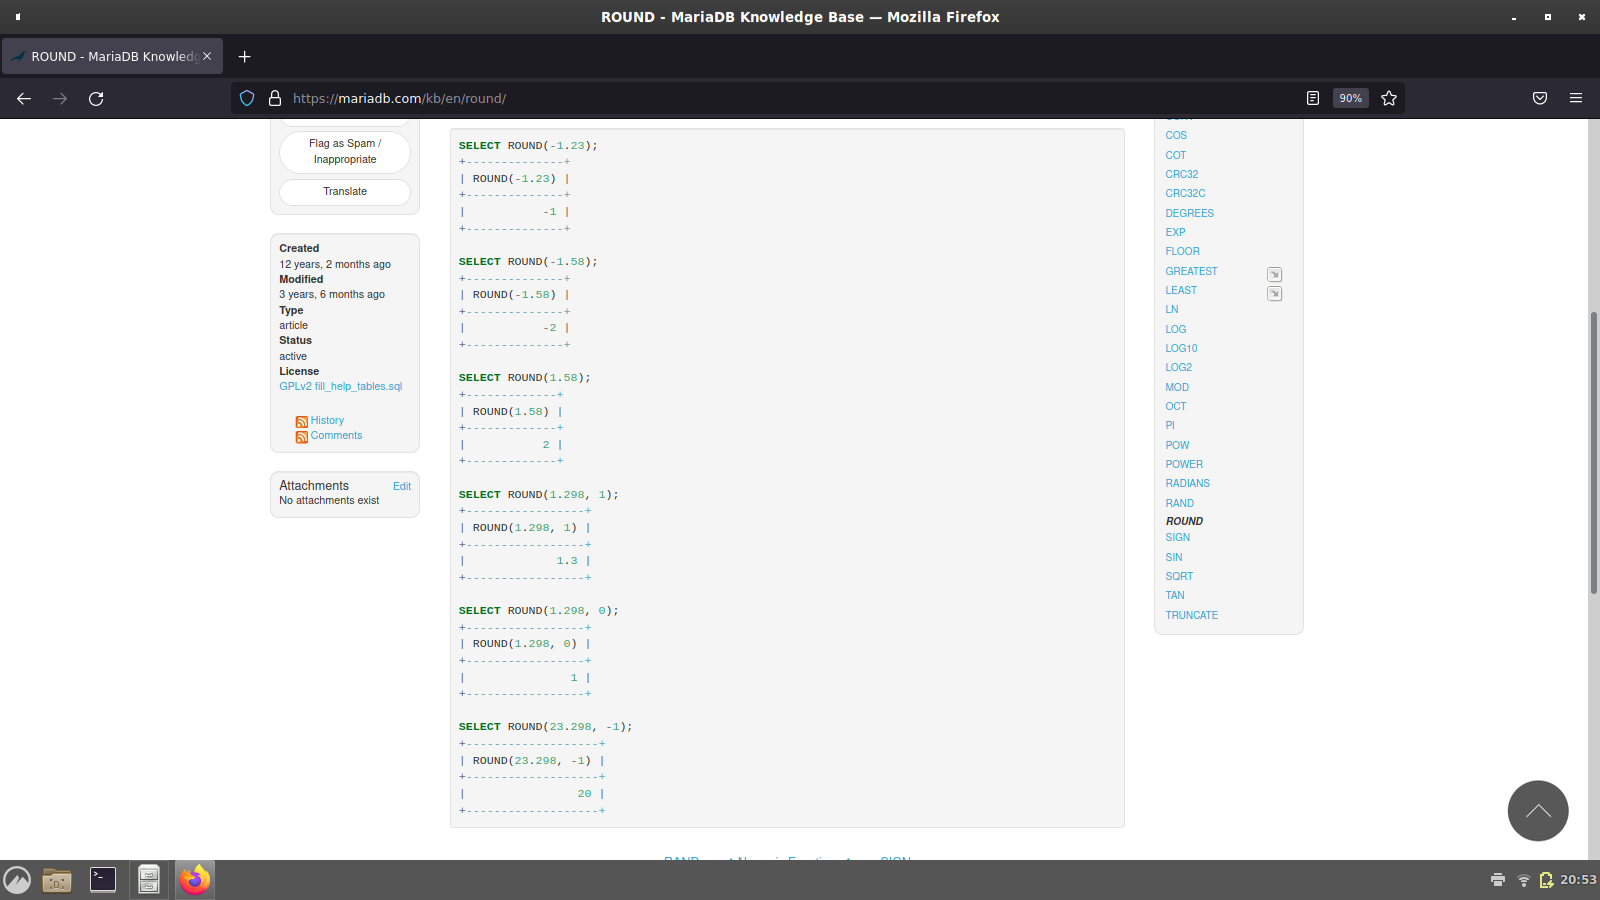 ROUND - MariaDB Knowledge Base — Mozilla Firefox
ROUND - MariaDB Knowledg
https://mariadb.com/kb/en/round/
90%
Flag as Spam /
Inappropriate
Translate
Created
12 years, 2 months ago
Modified
3 years, 6 months ago
Type
article
Status
active
License
GPLv2 fill_help_tables.sql
History
Comments
Attachments Edit
No attachments exist
SELECT ROUND(-1.23);
+--------------+
| ROUND(-1.23) |
+--------------+
|           -1 |
+--------------+
SELECT ROUND(-1.58);
+--------------+
| ROUND(-1.58) |
+--------------+
|           -2 |
+--------------+
SELECT ROUND(1.58);
+-------------+
| ROUND(1.58) |
+-------------+
|           2 |
+-------------+
SELECT ROUND(1.298, 1);
+-----------------+
| ROUND(1.298, 1) |
+-----------------+
|             1.3 |
+-----------------+
SELECT ROUND(1.298, 0);
+-----------------+
| ROUND(1.298, 0) |
+-----------------+
|               1 |
+-----------------+
SELECT ROUND(23.298, -1);
+-------------------+
| ROUND(23.298, -1) |
+-------------------+
|                20 |
+-------------------+
COS
COT
CRC32
CRC32C
DEGREES
EXP
FLOOR
GREATEST
LEAST
LN
LOG
LOG10
LOG2
MOD
OCT
PI
POW
POWER
RADIANS
RAND
ROUND
SIGN
SIN
SQRT
TAN
TRUNCATE
20:53